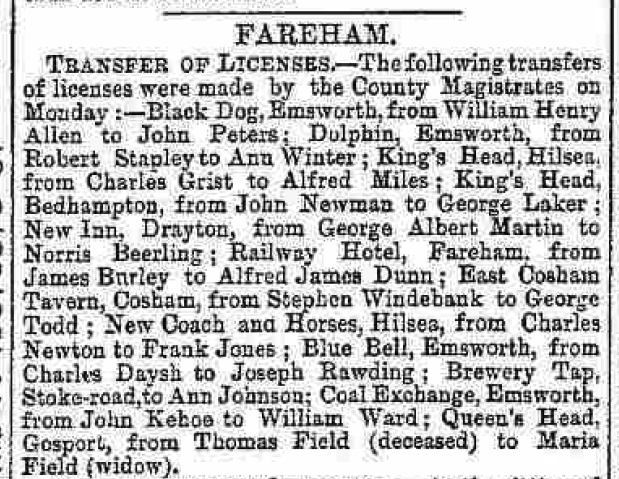 FAREHAM.
TRANSFER OF LICENSES.—The following transfers
of licenses were made by the County Magistrates on
Monday :—Black Dog, Emsworth, from William Henry
Allen to John Peters; Dolphin, Emsworth, from
Robert Stapley to Ann Winter; King's Head, Hilsea,
from Charles Grist to Alfred Miles; King's Head,
Bedhampton, from John Newman to George Laker;
New Inn, Drayton, from George Albert Martin to
Norris Beerling; Railway Hotel, Fareham, from
James Burley to Alfred James Dunn; East Cosham
Tavern, Cosham, from Stephen Windebank to George
Todd; New Coach and Horses, Hilsea, from Charles
Newton to Frank Jones; Blue Bell, Emsworth, from
Charles Daysh to Joseph Rawding; Brewery Tap,
Stoke-road, to Ann Johnson; Coal Exchange, Emsworth,
from John Kehoe to William Ward; Queen's Head,
Gosport, from Thomas Field (deceased) to Maria
Field (widow).